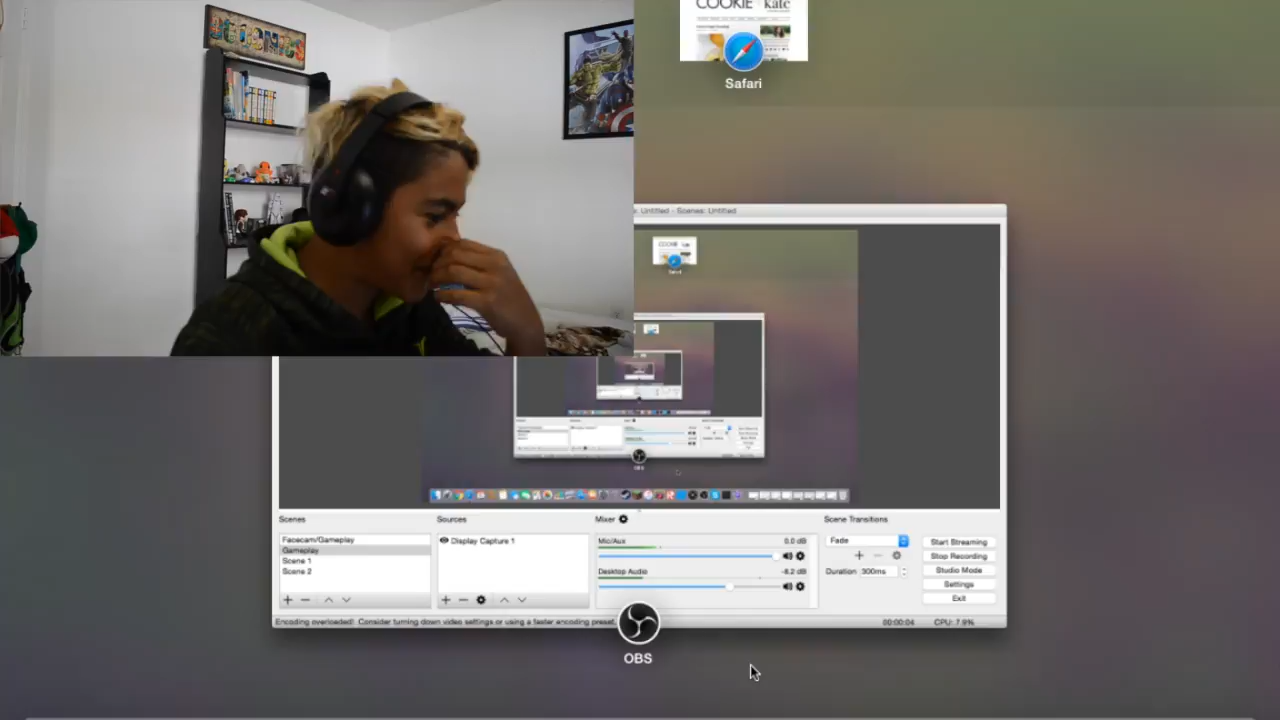 COOKIE kate
Safari
Untitled - Scenes: Untitled
COOKIE
Safari
OBS
Scenes
Sources
Mixer
Scene Transitions
Facecam/Gameplay
Gameplay
Scene 1
Scene 2
Display Capture 1
Mic/Aux
0.0 dB
Desktop Audio
-8.2 dB
Fade
Duration
300ms
Start Streaming
Stop Recording
Studio Mode
Settings
Exit
Encoding overloaded! Consider turning down video settings or using a faster encoding preset.
00:00:04
CPU: 7.9%
OBS